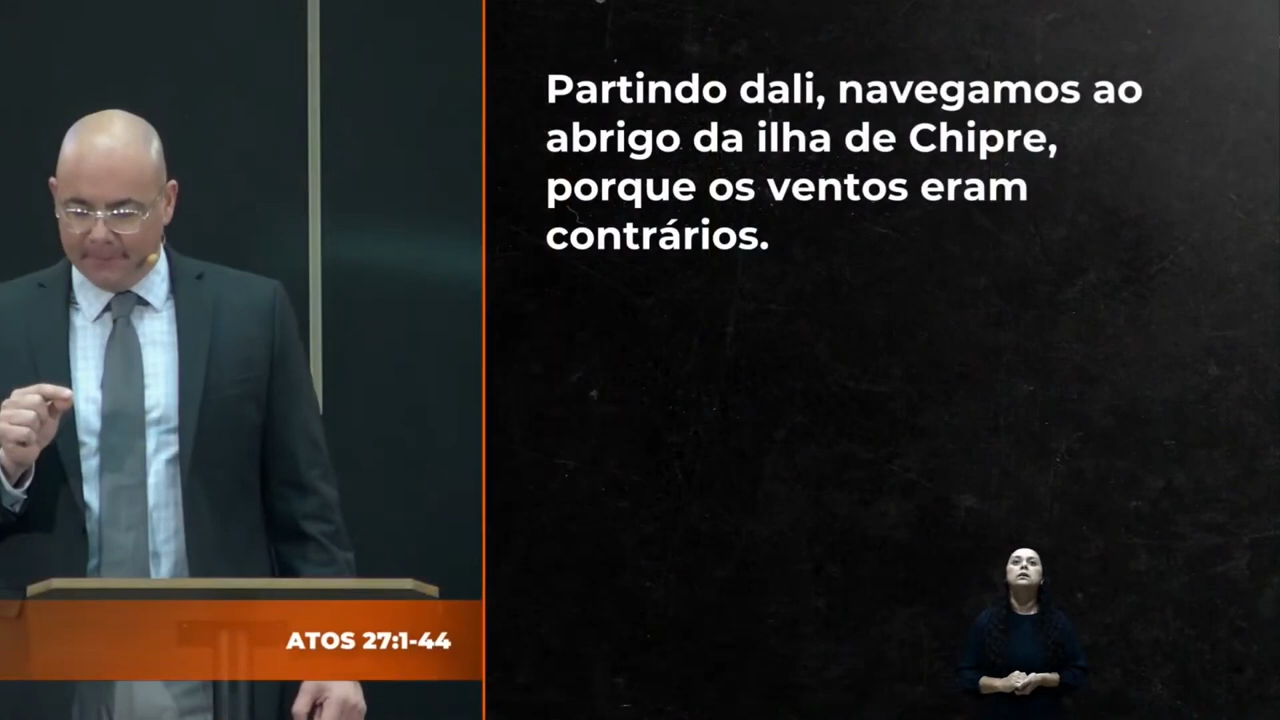 Partindo dali, navegamos ao
abrigo da ilha de Chipre,
porque os ventos eram
contrários.
ATOS 27:1-44